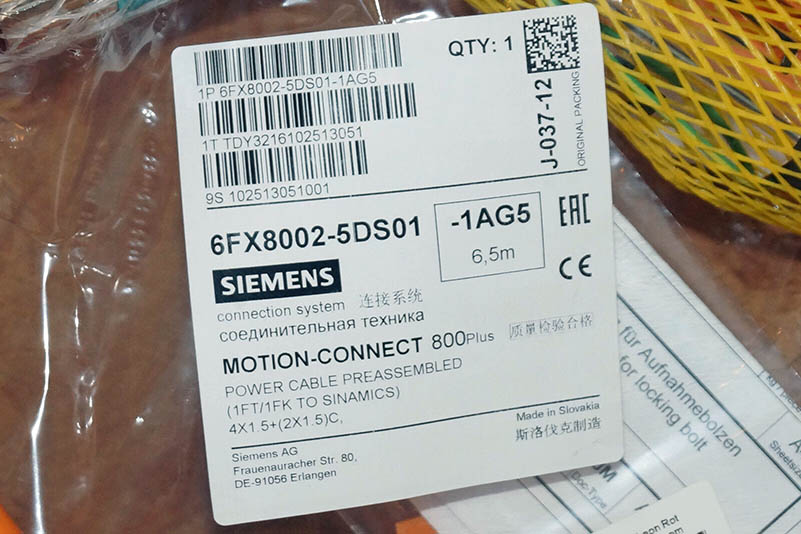 QTY: 1
1P 6FX8002-5DS01-1AG5
1T TDY3216102513051
9S 102513051001
J-037-12
ORIGINAL PACKING
6FX8002-5DS01
-1AG5
6,5m
EAC
CE
SIEMENS
connection system 连接系统
соединительная техника
MOTION-CONNECT 800Plus
质量检验合格
POWER CABLE PREASSEMBLED
(1FT/1FK TO SINAMICS)
4X1.5+(2X1.5)C,
Made in Slovakia
斯洛伐克制造
Siemens AG
Frauenauracher Str. 80,
DE-91056 Erlangen
für Aufnahmebolzen
for locking bolt
Doc-Type
Sheetsize